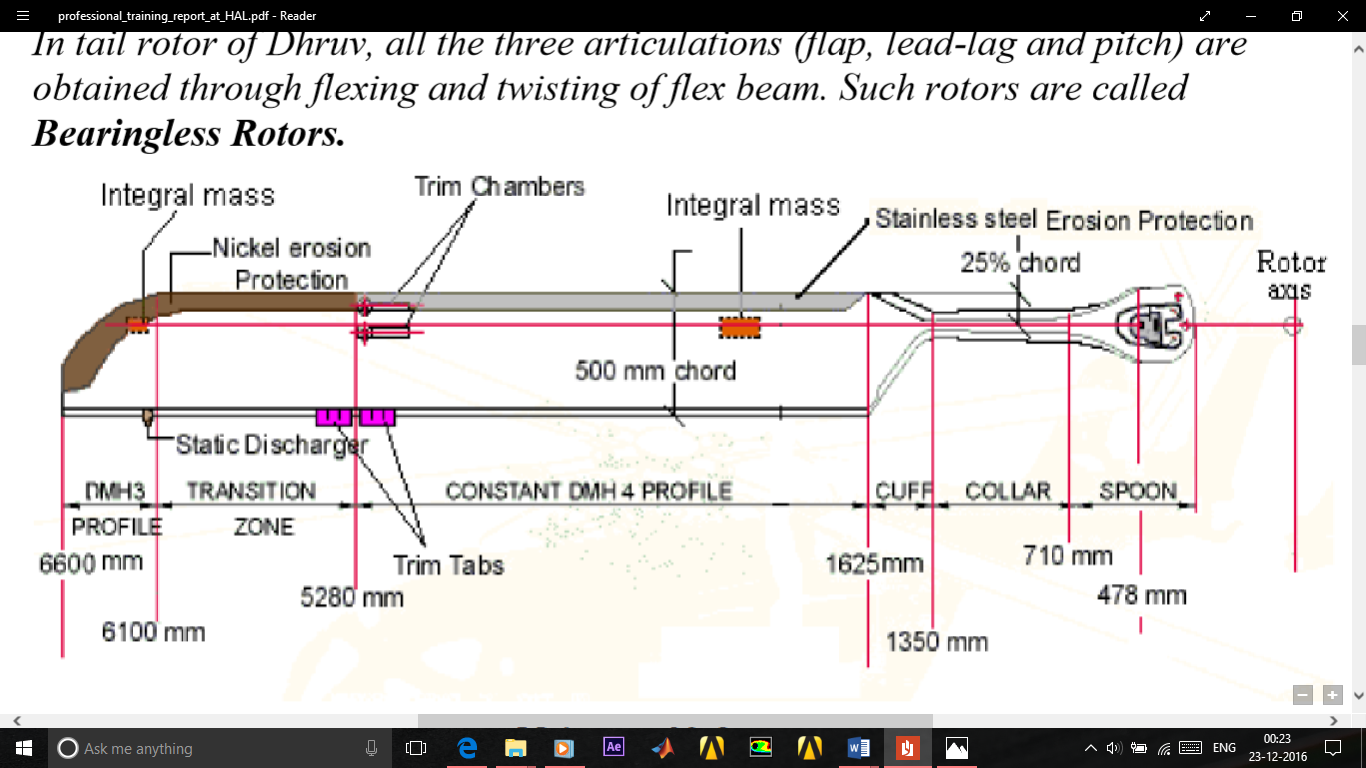 professional_training_report_at_HAL.pdf - Reader
In tail rotor of Dhruv, all the three articulations (flap, lead-lag and pitch) are
obtained through flexing and twisting of flex beam. Such rotors are called
Bearingless Rotors.
Integral mass
Trim Chambers
Integral mass
Stainless steel Erosion Protection
Nickel erosion
Protection
25% chord
Rotor
axis
500 mm chord
Static Discharger
DMH3
PROFILE
TRANSITION
ZONE
CONSTANT DMH 4 PROFILE
CUFF
COLLAR
SPOON
6600 mm
Trim Tabs
1625mm
710 mm
5280 mm
478 mm
6100 mm
1350 mm
Ask me anything
Ae
ENG
00:23
23-12-2016